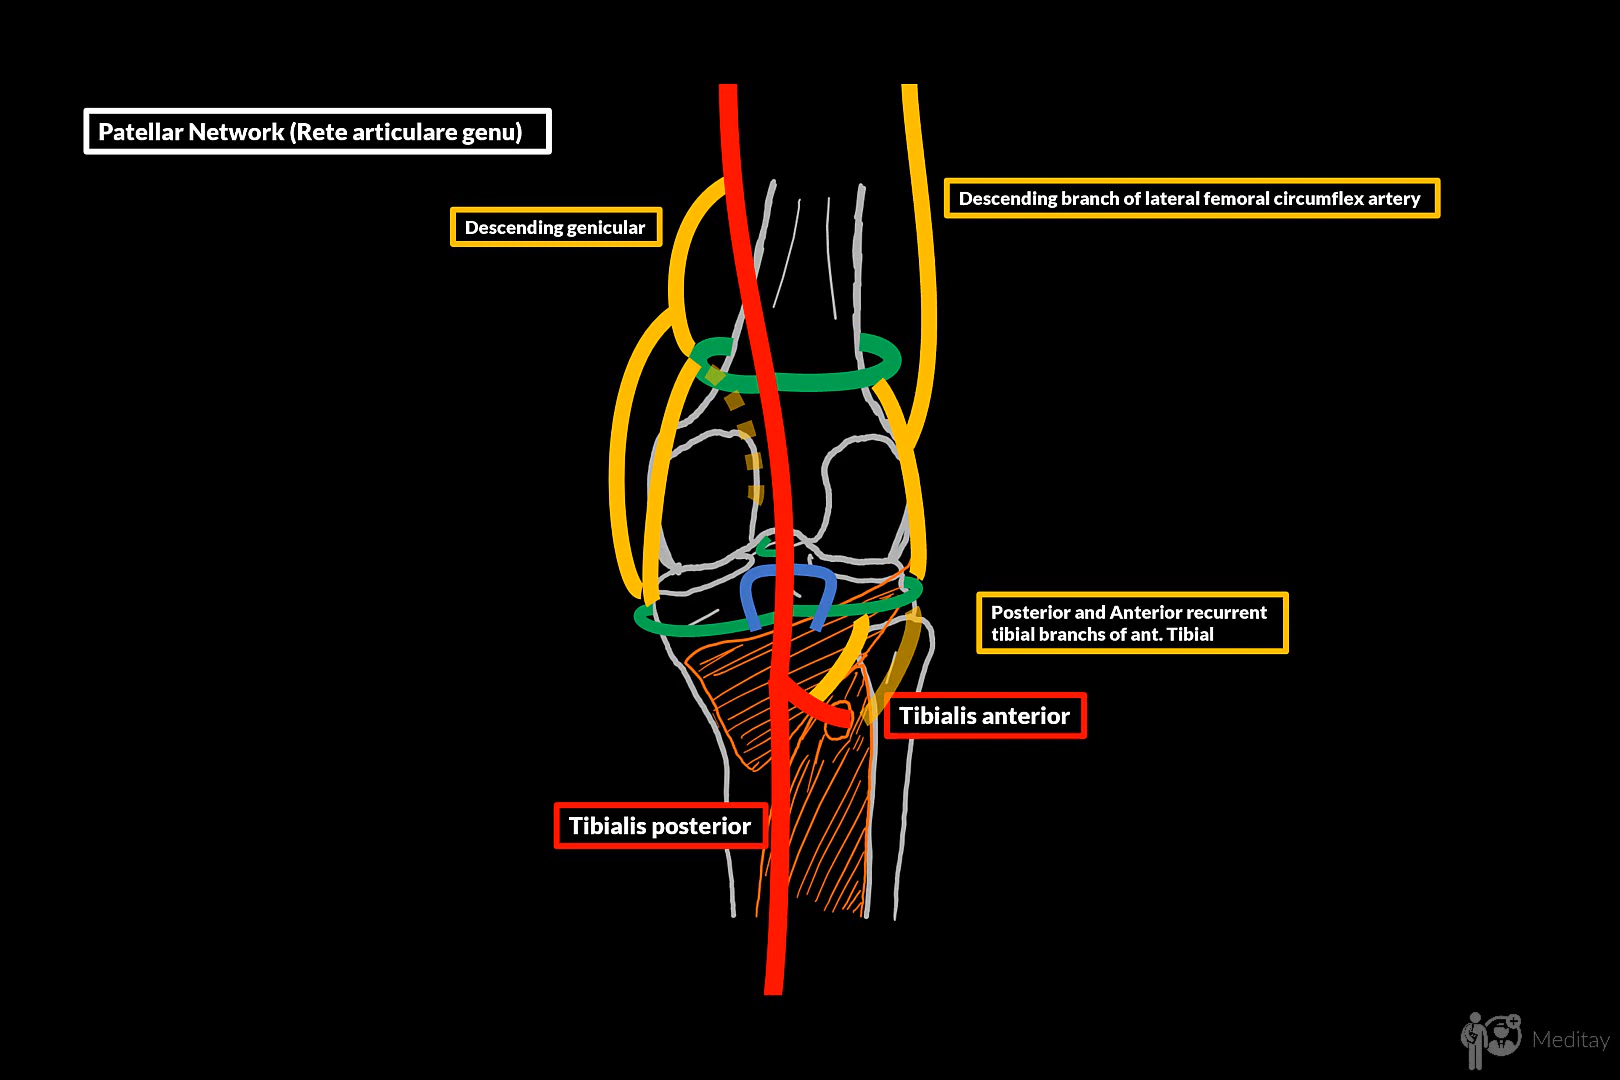 Patellar Network (Rete articulare genu)
Descending branch of lateral femoral circumflex artery
Descending genicular
Posterior and Anterior recurrent
tibial branchs of ant. Tibial
Tibialis anterior
Tibialis posterior
Meditay